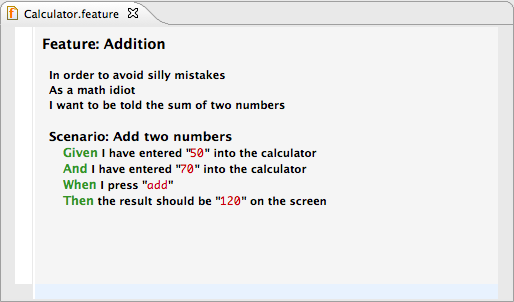 Calculator.feature
Feature: Addition
In order to avoid silly mistakes
As a math idiot
I want to be told the sum of two numbers
Scenario: Add two numbers
Given I have entered "50" into the calculator
And I have entered "70" into the calculator
When I press "add"
Then the result should be "120" on the screen